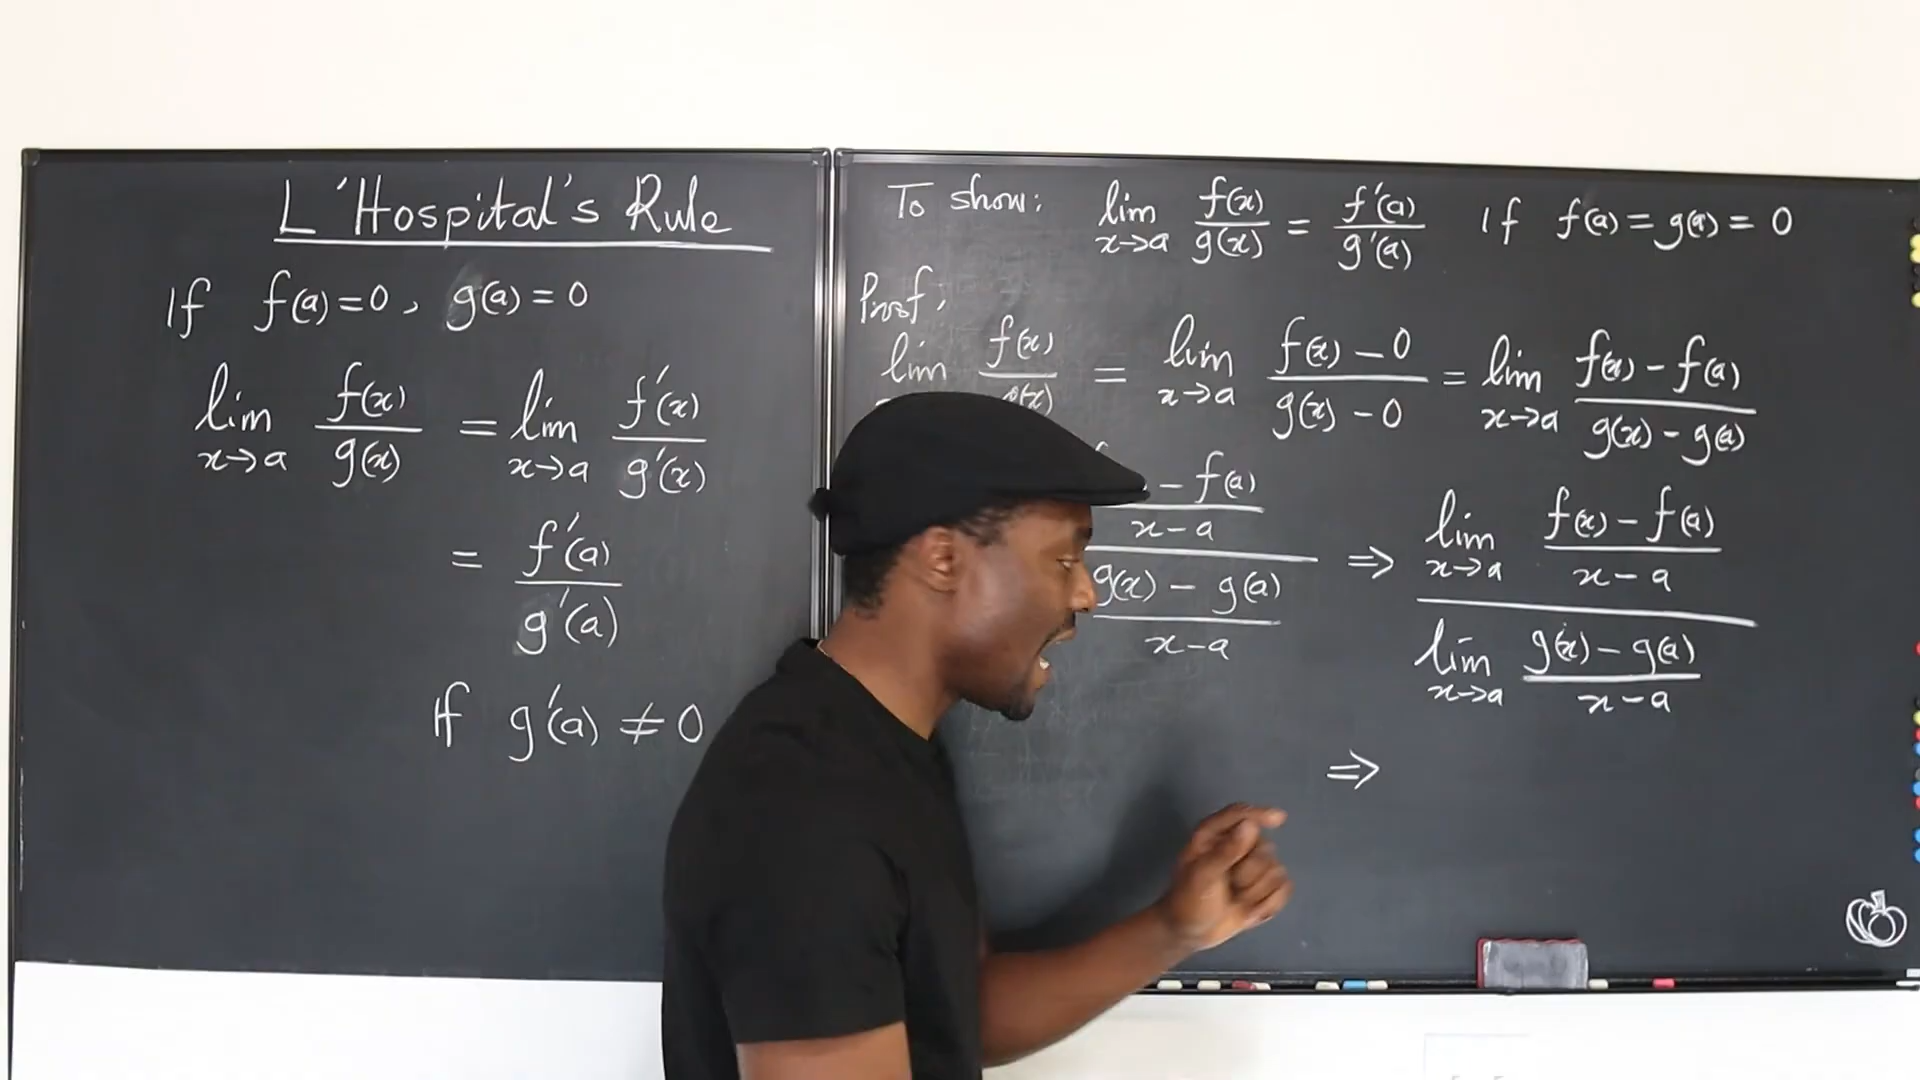 L'Hospital's Rule
If f(a)=0, g(a)=0
lim x→a f(x)/g(x) = lim x→a f'(x)/g'(x)
= f'(a)/g'(a)
If g'(a) ≠ 0
To show: lim x→a f(x)/g(x) = f'(a)/g'(a) If f(a) = g(a) = 0
Proof:
lim f(x)/g(x) = lim x→a f(x) – 0/g(x) – 0 = lim x→a f(x) – f(a)/g(x) – g(a)
– f(a)/x–a / g(x) – g(a)/x–a ⇒ lim x→a f(x) – f(a)/x–a / lim x→a g(x) – g(a)/x–a
⇒